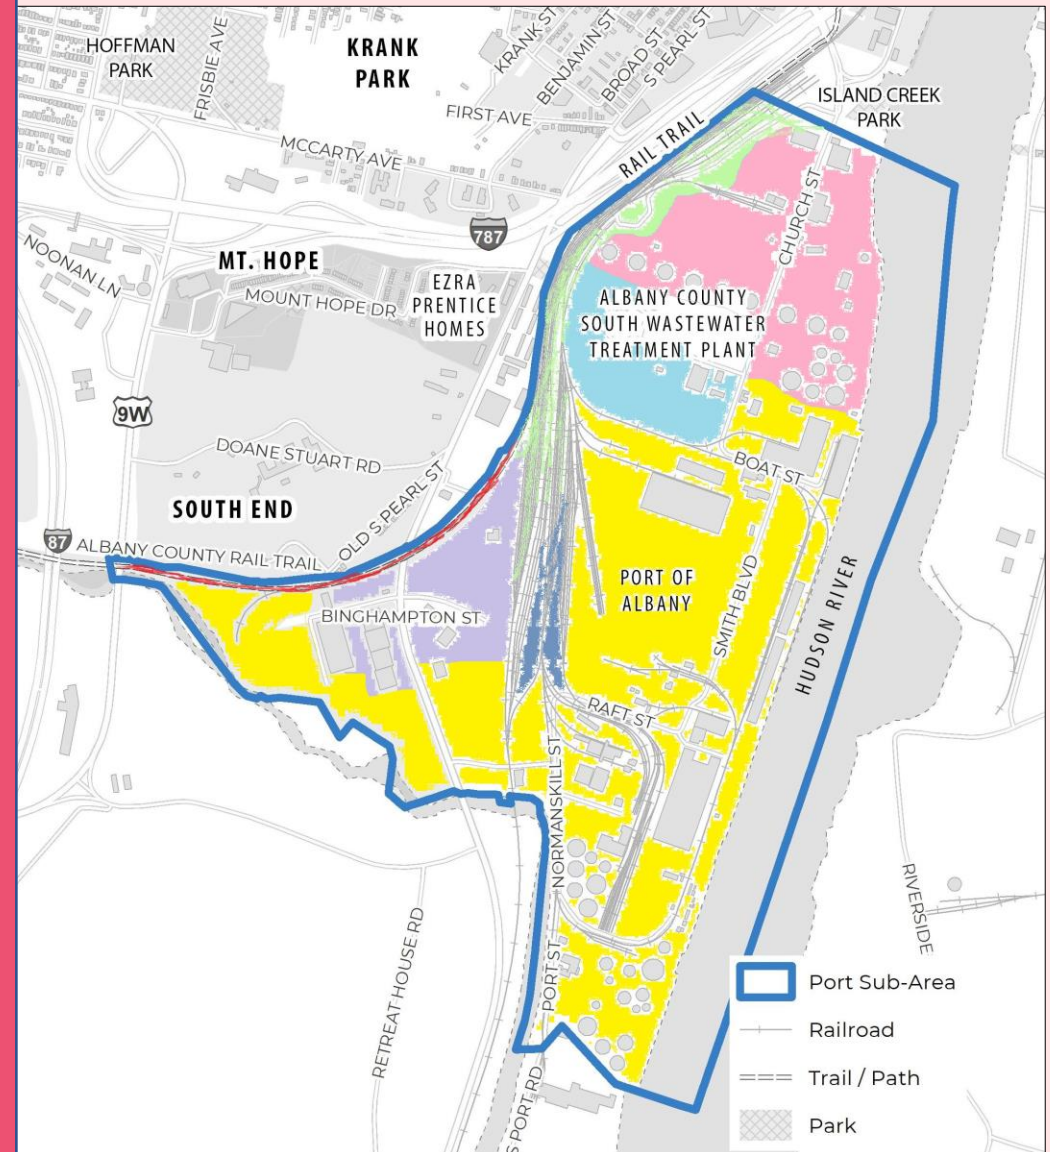 HOFFMAN
PARK
FRISBIE AVE
KRANK
PARK
KRANK ST
BENJAMIN ST
BROAD ST
S PEARL ST
FIRST AVE
MCCARTY AVE
RAIL TRAIL
ISLAND CREEK
PARK
CHURCH ST
787
NOONAN LN
MT. HOPE
MOUNT HOPE DR
EZRA
PRENTICE
HOMES
ALBANY COUNTY
SOUTH WASTEWATER
TREATMENT PLANT
9W
DOANE STUART RD
OLD S PEARL ST
BOAT ST
SOUTH END
87
ALBANY COUNTY RAIL TRAIL
BINGHAMPTON ST
PORT OF
ALBANY
SMITH BLVD
HUDSON RIVER
RAFT ST
NORMANSKILL ST
RETREAT HOUSE RD
PORT ST
S PORT RD
RIVERSIDE
Port Sub-Area
Railroad
Trail / Path
Park